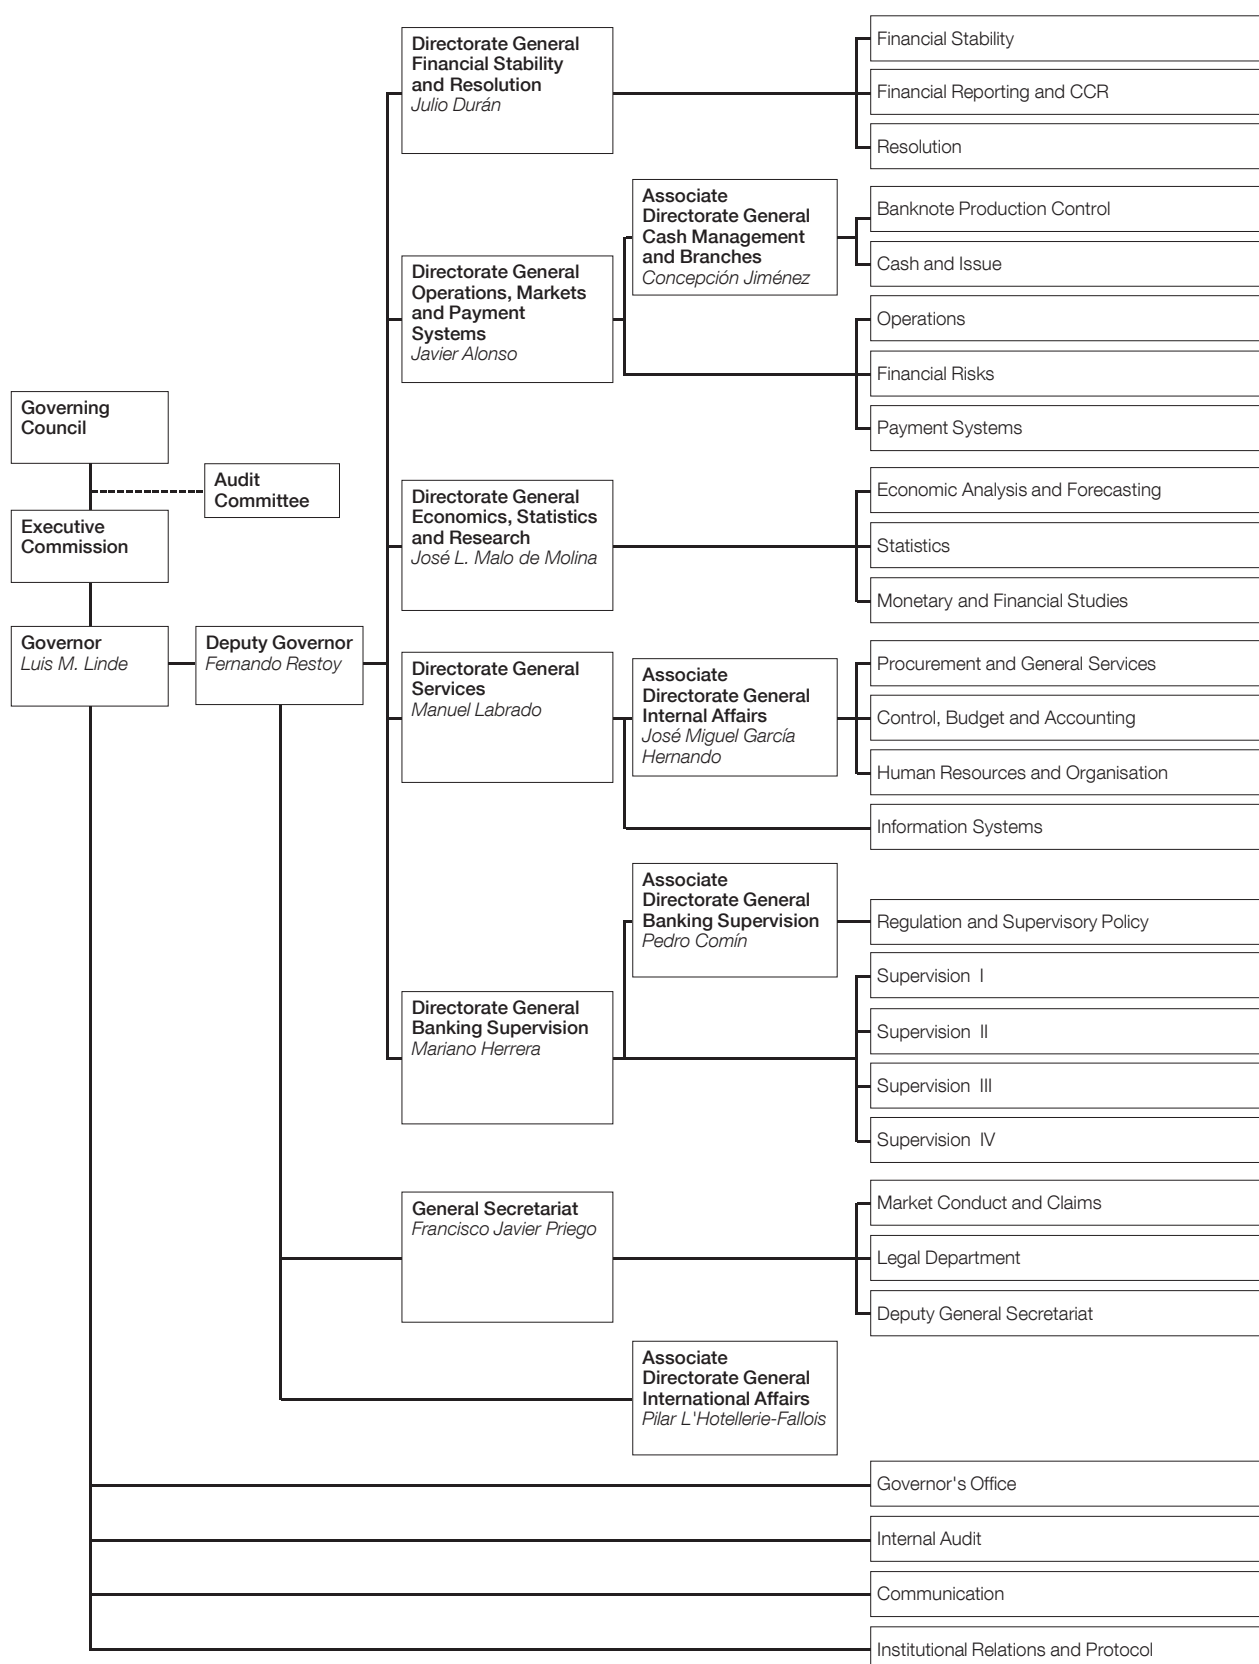 Directorate General
Financial Stability
and Resolution
Julio Durán
Financial Stability
Financial Reporting and CCR
Resolution
Associate
Directorate General
Cash Management
and Branches
Concepción Jiménez
Banknote Production Control
Cash and Issue
Directorate General
Operations, Markets
and Payment
Systems
Javier Alonso
Operations
Financial Risks
Payment Systems
Governing
Council
Audit
Committee
Executive
Commission
Directorate General
Economics, Statistics
and Research
José L. Malo de Molina
Economic Analysis and Forecasting
Statistics
Monetary and Financial Studies
Governor
Luis M. Linde
Deputy Governor
Fernando Restoy
Directorate General
Services
Manuel Labrado
Associate
Directorate General
Internal Affairs
José Miguel García
Hernando
Procurement and General Services
Control, Budget and Accounting
Human Resources and Organisation
Information Systems
Associate
Directorate General
Banking Supervision
Pedro Comín
Regulation and Supervisory Policy
Directorate General
Banking Supervision
Mariano Herrera
Supervision I
Supervision II
Supervision III
Supervision IV
General Secretariat
Francisco Javier Priego
Market Conduct and Claims
Legal Department
Deputy General Secretariat
Associate
Directorate General
International Affairs
Pilar L'Hotellerie-Fallois
Governor's Office
Internal Audit
Communication
Institutional Relations and Protocol